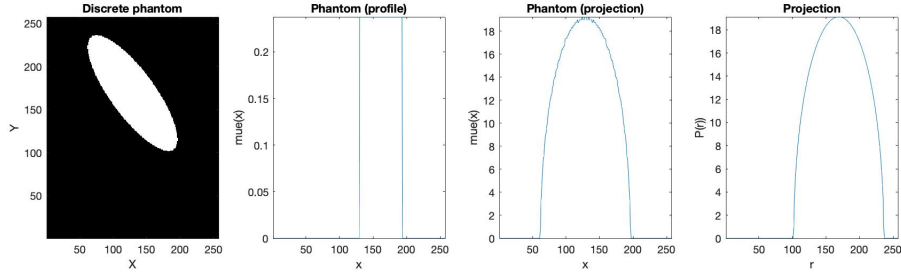 Discrete phantom
250
200
150
100
50
Y
50 100 150 200 250
X
Phantom (profile)
0.2
0.15
0.1
0.05
0
mue(x)
0 50 100 150 200 250
x
Phantom (projection)
18
16
14
12
10
8
6
4
2
0
mue(x)
0 50 100 150 200 250
x
Projection
18
16
14
12
10
8
6
4
2
0
P(r))
0 50 100 150 200 250
r